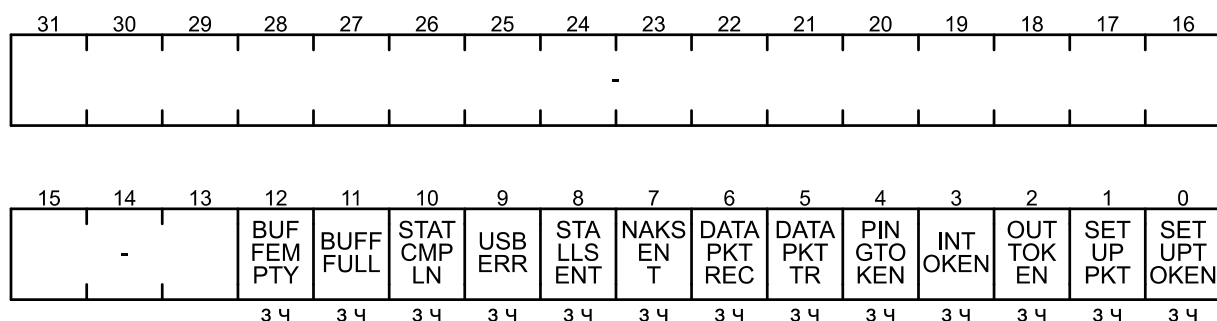 31 30 29 28 27 26 25 24 23 22 21 20 19 18 17 16
-
15 14 13 12 11 10 9 8 7 6 5 4 3 2 1 0
-
BUF
FEM
PTY
BUFF
FULL
STAT
CMP
LN
USB
ERR
STA
LLS
ENT
NAKS
EN
T
DATA
PKT
REC
DATA
PKT
TR
PIN
GTO
KEN
INT
OKEN
OUT
TOK
EN
SET
UP
PKT
SET
UPT
OKEN
з ч з ч з ч з ч з ч з ч з ч з ч з ч з ч з ч з ч з ч